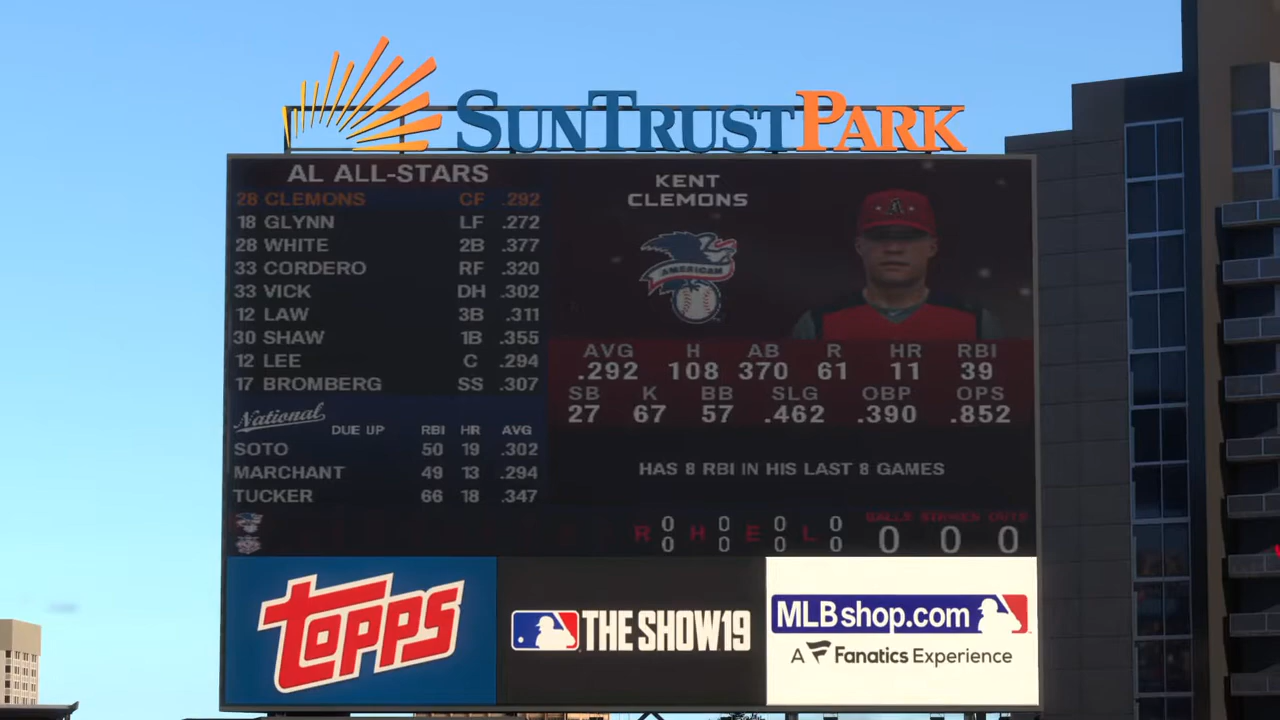 SUNTRUST PARK
AL ALL-STARS
28 CLEMONS CF .292
18 GLYNN LF .272
28 WHITE 2B .377
33 CORDERO RF .320
33 VICK DH .302
12 LAW 3B .311
30 SHAW 1B .355
12 LEE C .294
17 BROMBERG SS .307
National
DUE UP RBI HR AVG
SOTO 50 19 .302
MARCHANT 49 13 .294
TUCKER 66 18 .347
KENT
CLEMONS
AMERICAN
A
AVG H AB R HR RBI
.292 108 370 61 11 39
SB K BB SLG OBP OPS
27 67 57 .462 .390 .852
HAS 8 RBI IN HIS LAST 8 GAMES
R 0 H 0 E 0 L 0
0 0 0 0
BALLS STRIKES OUTS
0 0 0
TOPPS
THE SHOW19
MLBshop.com
A Fanatics Experience